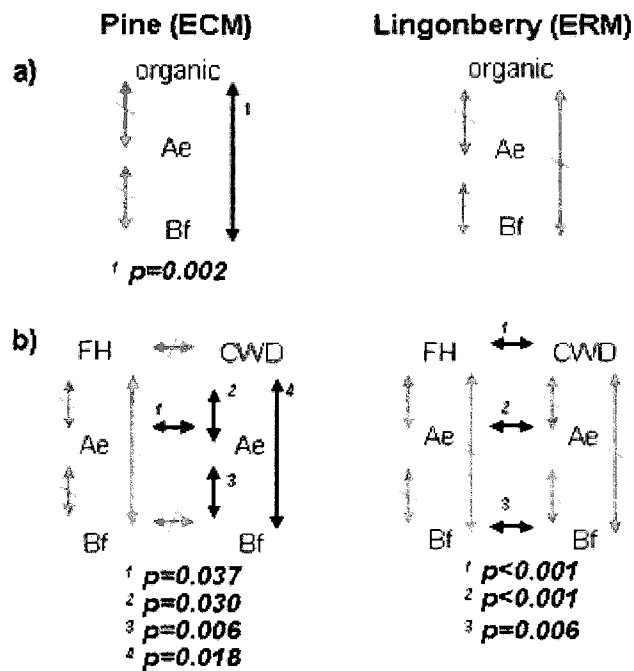 Pine (ECM) Lingonberry (ERM)
a) organic organic
1
Ae Ae
Bf Bf
1 p=0.002
b) FH CWD FH 1 CWD
1 2 4 2
Ae Ae Ae Ae
3 3
Bf Bf Bf Bf
1 p=0.037 1 p<0.001
2 p=0.030 2 p<0.001
3 p=0.006 3 p=0.006
4 p=0.018